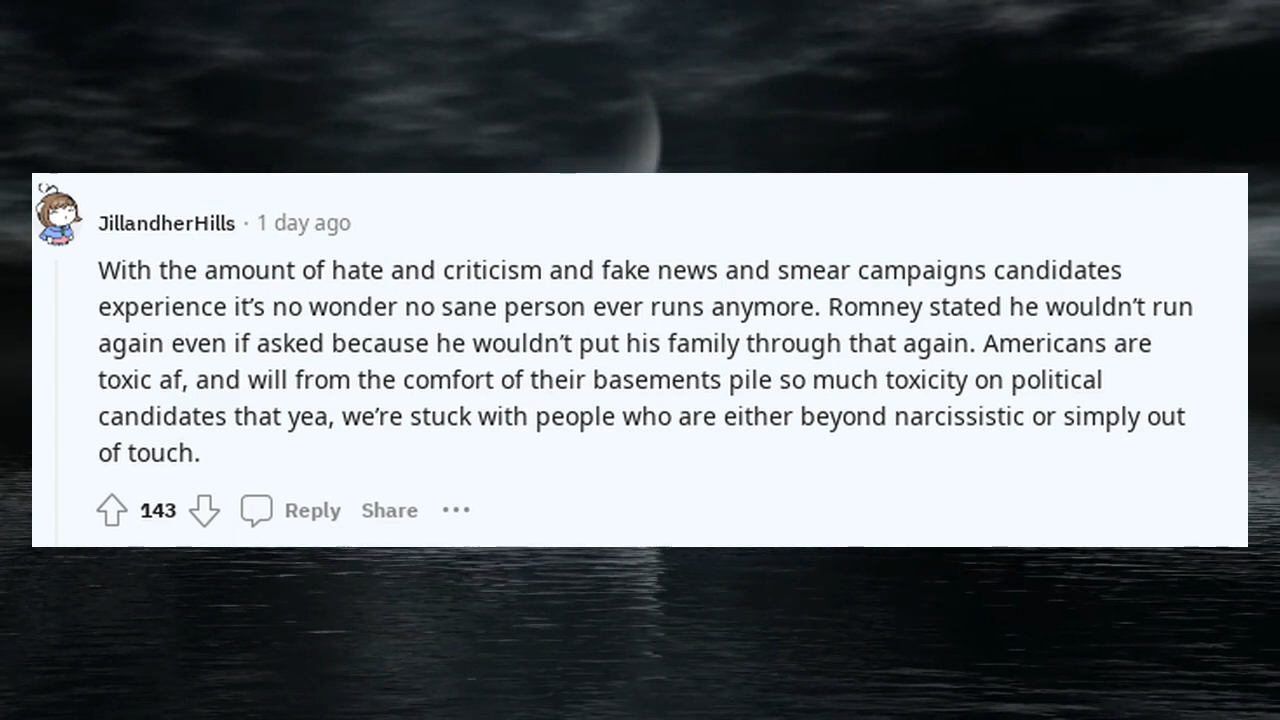 JillandherHills · 1 day ago
With the amount of hate and criticism and fake news and smear campaigns candidates
experience it’s no wonder no sane person ever runs anymore. Romney stated he wouldn’t run
again even if asked because he wouldn’t put his family through that again. Americans are
toxic af, and will from the comfort of their basements pile so much toxicity on political
candidates that yea, we’re stuck with people who are either beyond narcissistic or simply out
of touch.
143 Reply Share